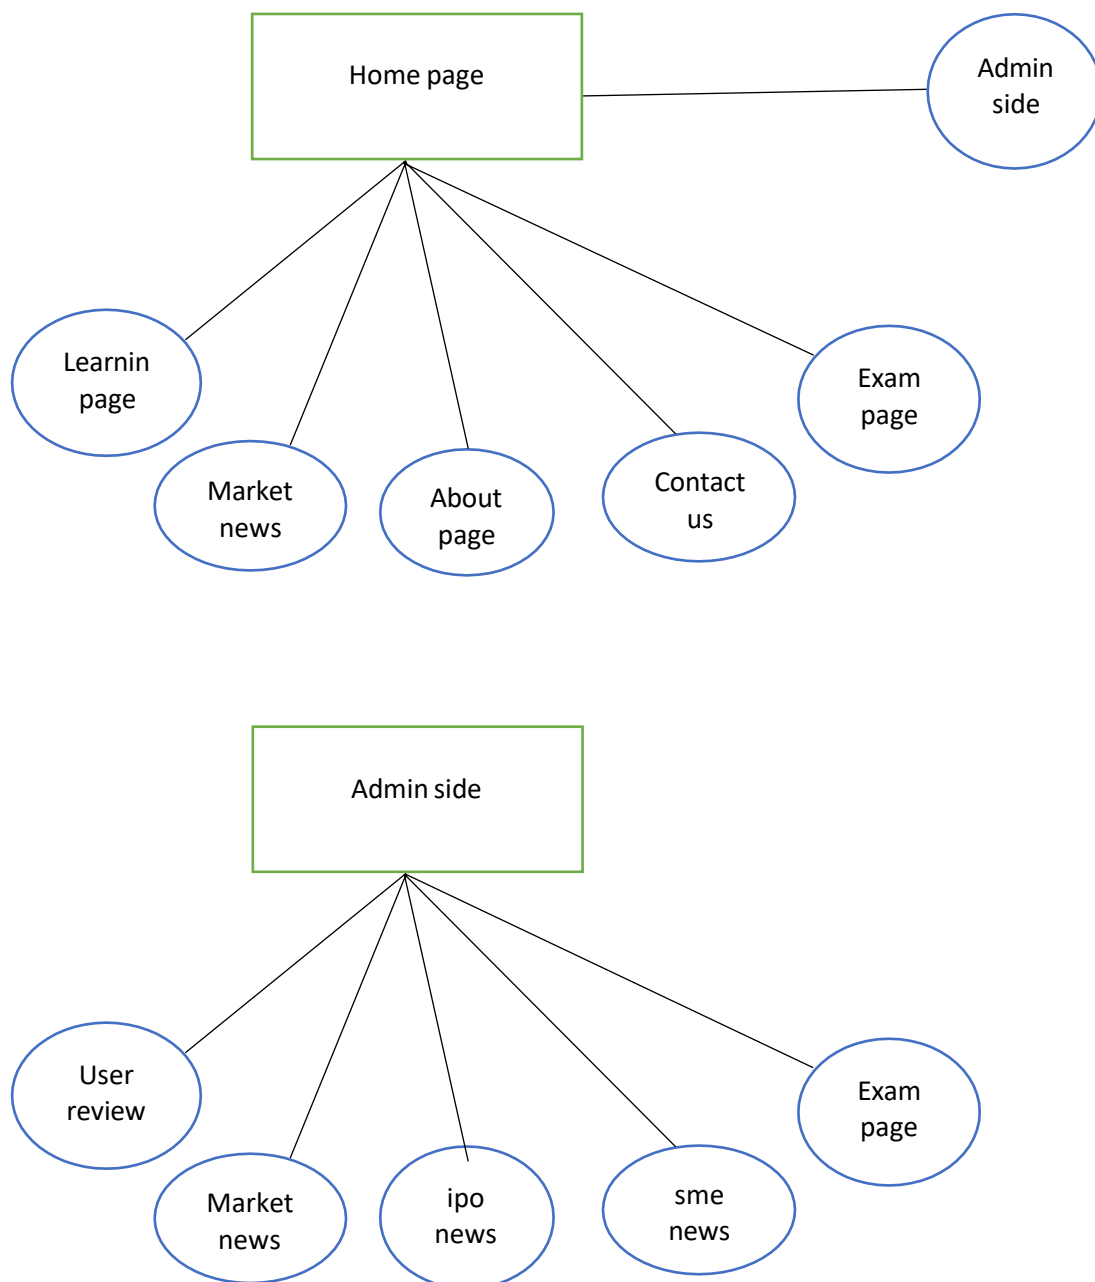 Home page
Admin
side
Learnin
page
Market
news
About
page
Contact
us
Exam
page
Admin side
User
review
Market
news
ipo
news
sme
news
Exam
page